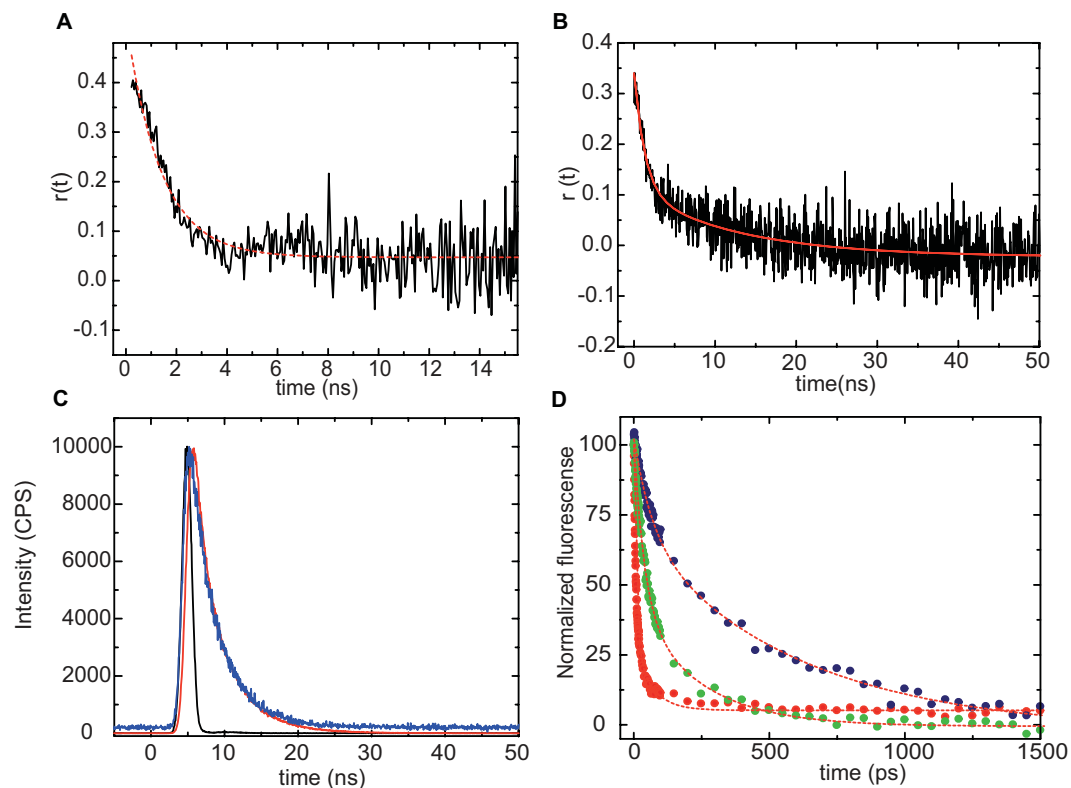 A
0.4
0.3
0.2
0.1
0.0
-0.1
r(t)
0 2 4 6 8 10 12 14
time (ns)
B
0.4
0.3
0.2
0.1
0.0
-0.1
-0.2
r (t)
0 10 20 30 40 50
time(ns)
C
10000
8000
6000
4000
2000
0
Intensity (CPS)
0 10 20 30 40 50
time (ns)
D
100
75
50
25
0
Normalized fluorescense
0 500 1000 1500
time (ps)